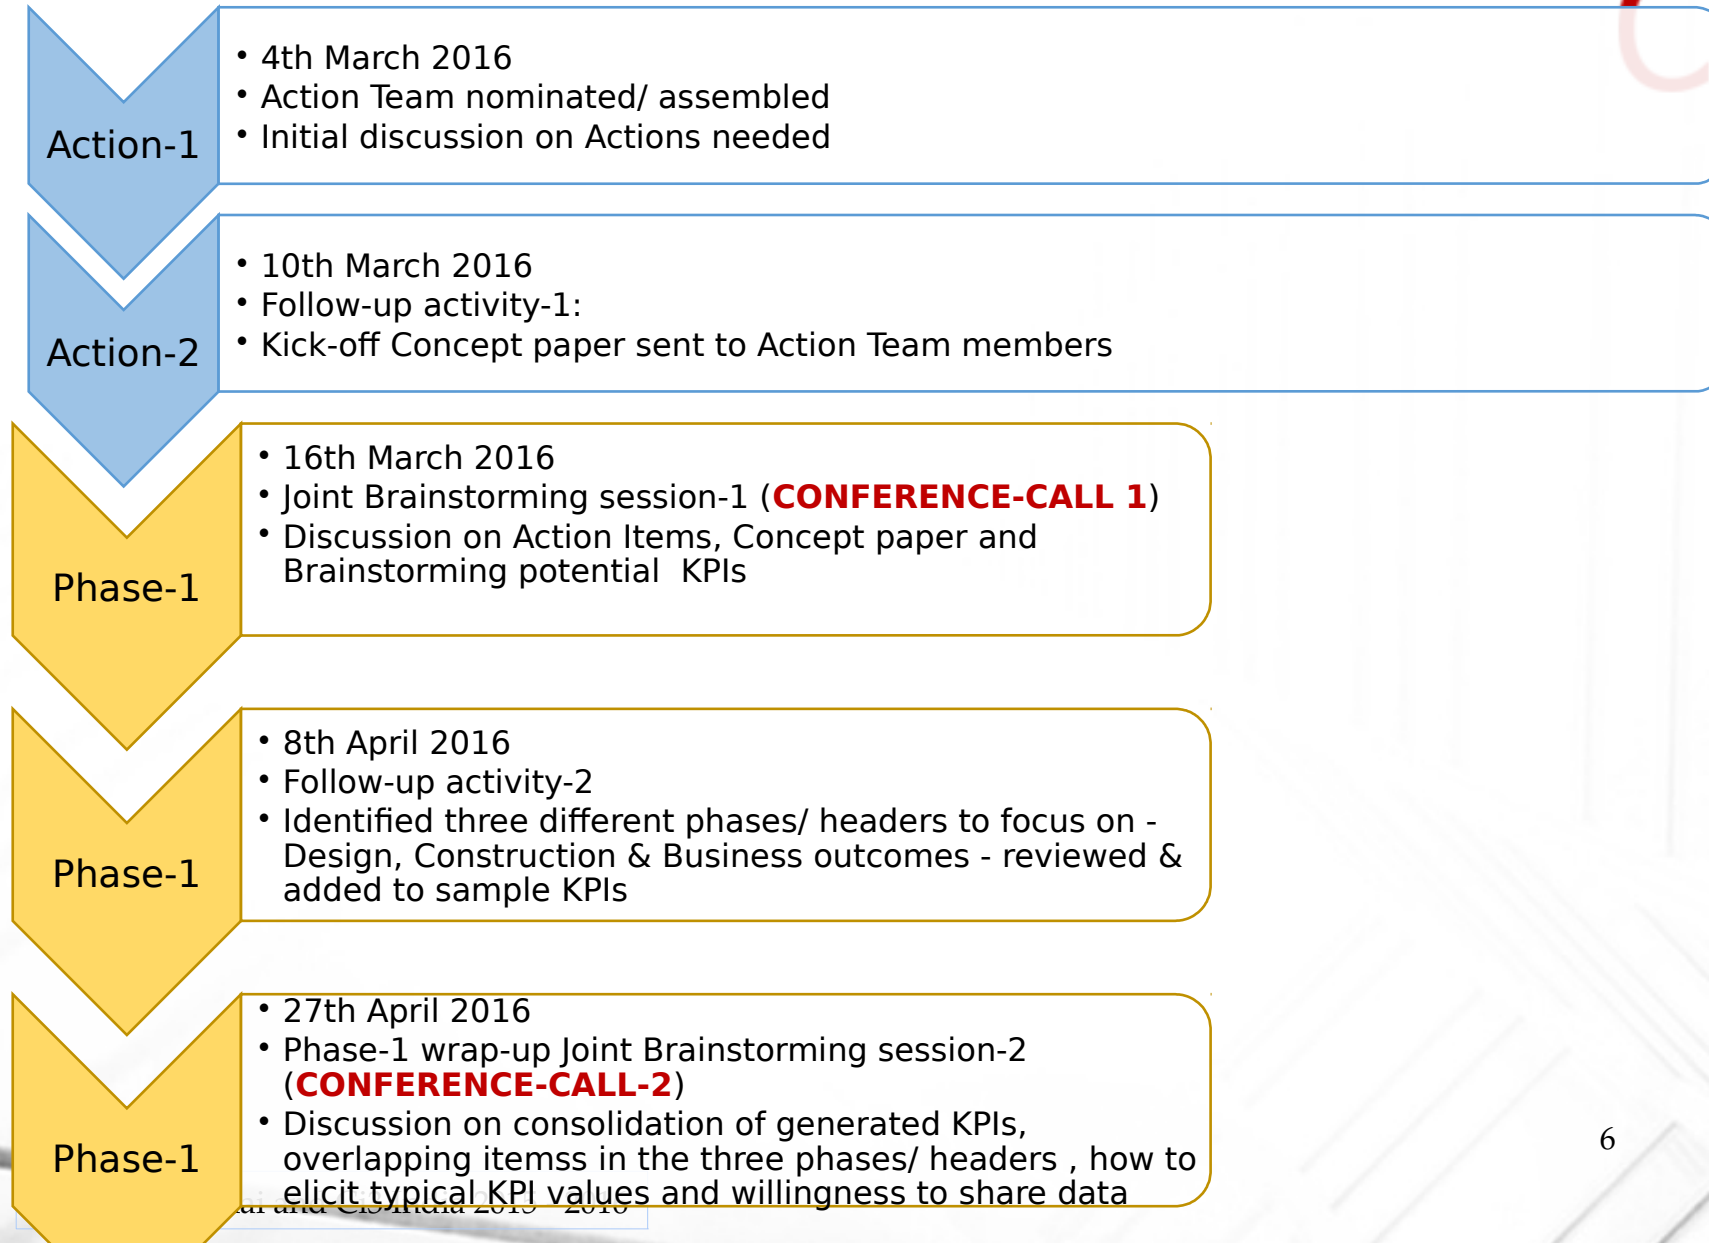 Action-1
• 4th March 2016
• Action Team nominated/ assembled
• Initial discussion on Actions needed
Action-2
• 10th March 2016
• Follow-up activity-1:
• Kick-off Concept paper sent to Action Team members
Phase-1
• 16th March 2016
• Joint Brainstorming session-1 (CONFERENCE-CALL 1)
• Discussion on Action Items, Concept paper and
Brainstorming potential  KPIs
Phase-1
• 8th April 2016
• Follow-up activity-2
• Identified three different phases/ headers to focus on -
Design, Construction & Business outcomes - reviewed &
added to sample KPIs
Phase-1
• 27th April 2016
• Phase-1 wrap-up Joint Brainstorming session-2
(CONFERENCE-CALL-2)
• Discussion on consolidation of generated KPIs,
overlapping itemss in the three phases/ headers , how to
elicit typical KPI values and willingness to share data
6
and Ci3 India 2015 - 2016